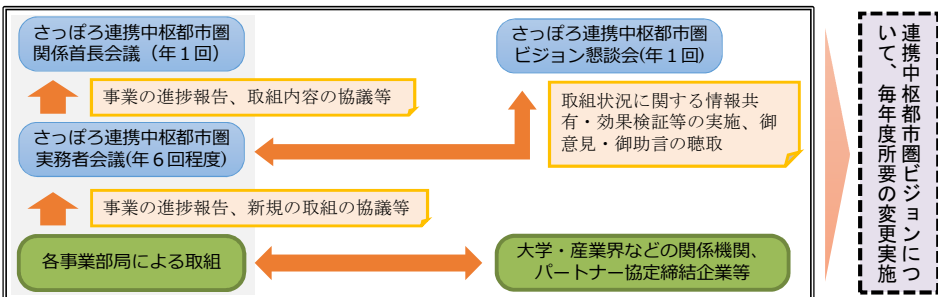 さっぽろ連携中枢都市圏
関係首長会議（年１回）
さっぽろ連携中枢都市圏
ビジョン懇談会(年１回)
事業の進捗報告、取組内容の協議等
取組状況に関する情報共
有・効果検証等の実施、御
意見・御助言の聴取
さっぽろ連携中枢都市圏
実務者会議(年６回程度)
事業の進捗報告、新規の取組の協議等
各事業部局による取組
大学・産業界などの関係機関、
パートナー協定締結企業等
連携中枢都市圏ビジョンにつ
いて、毎年度所要の変更実施